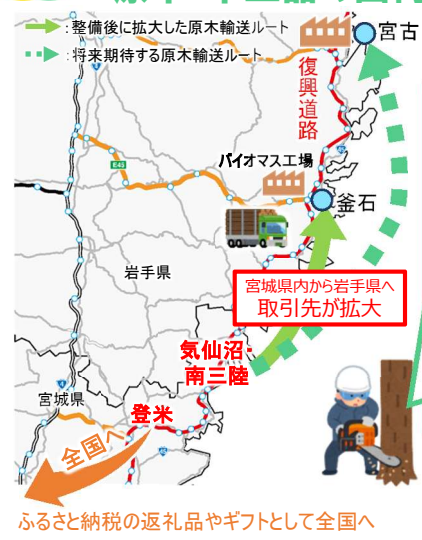 ：整備後に拡大した原木輸送ルート
：将来期待する原木輸送ルート
宮古
復興道路
E46
バイオマス工場
釜石
岩手県
宮城県内から岩手県へ
取引先が拡大
気仙沼・
南三陸
宮城県
登米
全国へ
ふるさと納税の返礼品やギフトとして全国へ